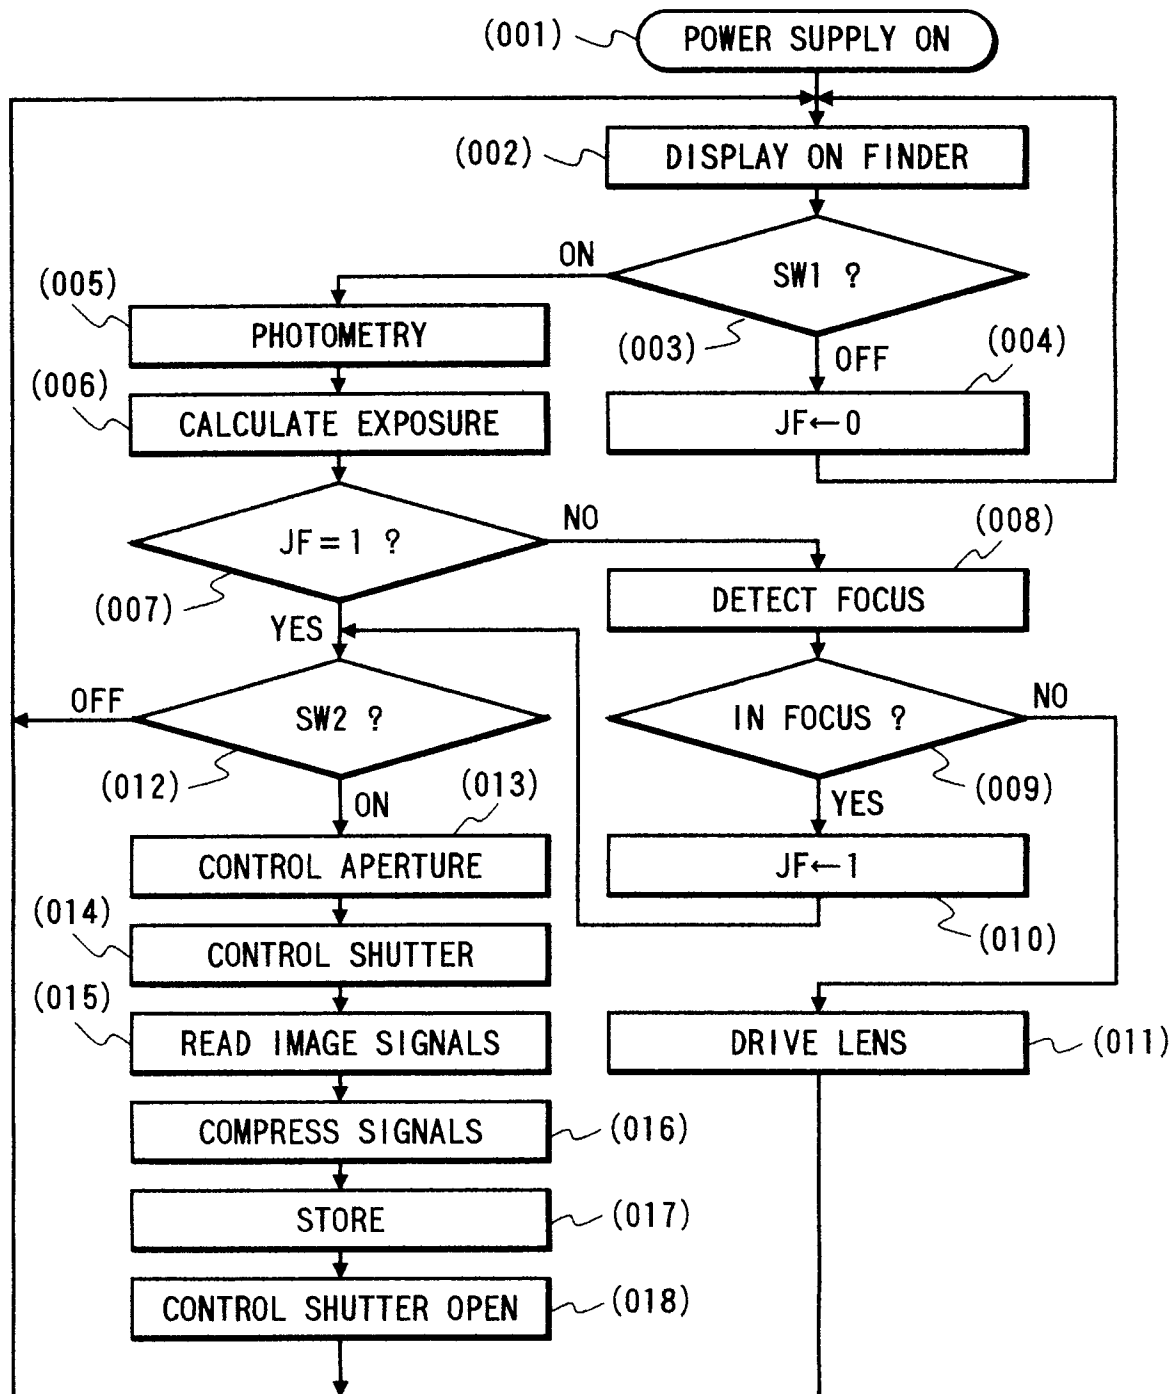 (001)
POWER SUPPLY ON
(002)
DISPLAY ON FINDER
ON
SW1 ?
(003)
OFF
(004)
JF←0
(005)
PHOTOMETRY
(006)
CALCULATE EXPOSURE
JF=1 ?
NO
(007)
YES
(008)
DETECT FOCUS
IN FOCUS ?
NO
(009)
YES
JF←1
(010)
DRIVE LENS
(011)
OFF
SW2 ?
(012)
ON
(013)
CONTROL APERTURE
(014)
CONTROL SHUTTER
(015)
READ IMAGE SIGNALS
COMPRESS SIGNALS
(016)
STORE
(017)
CONTROL SHUTTER OPEN
(018)